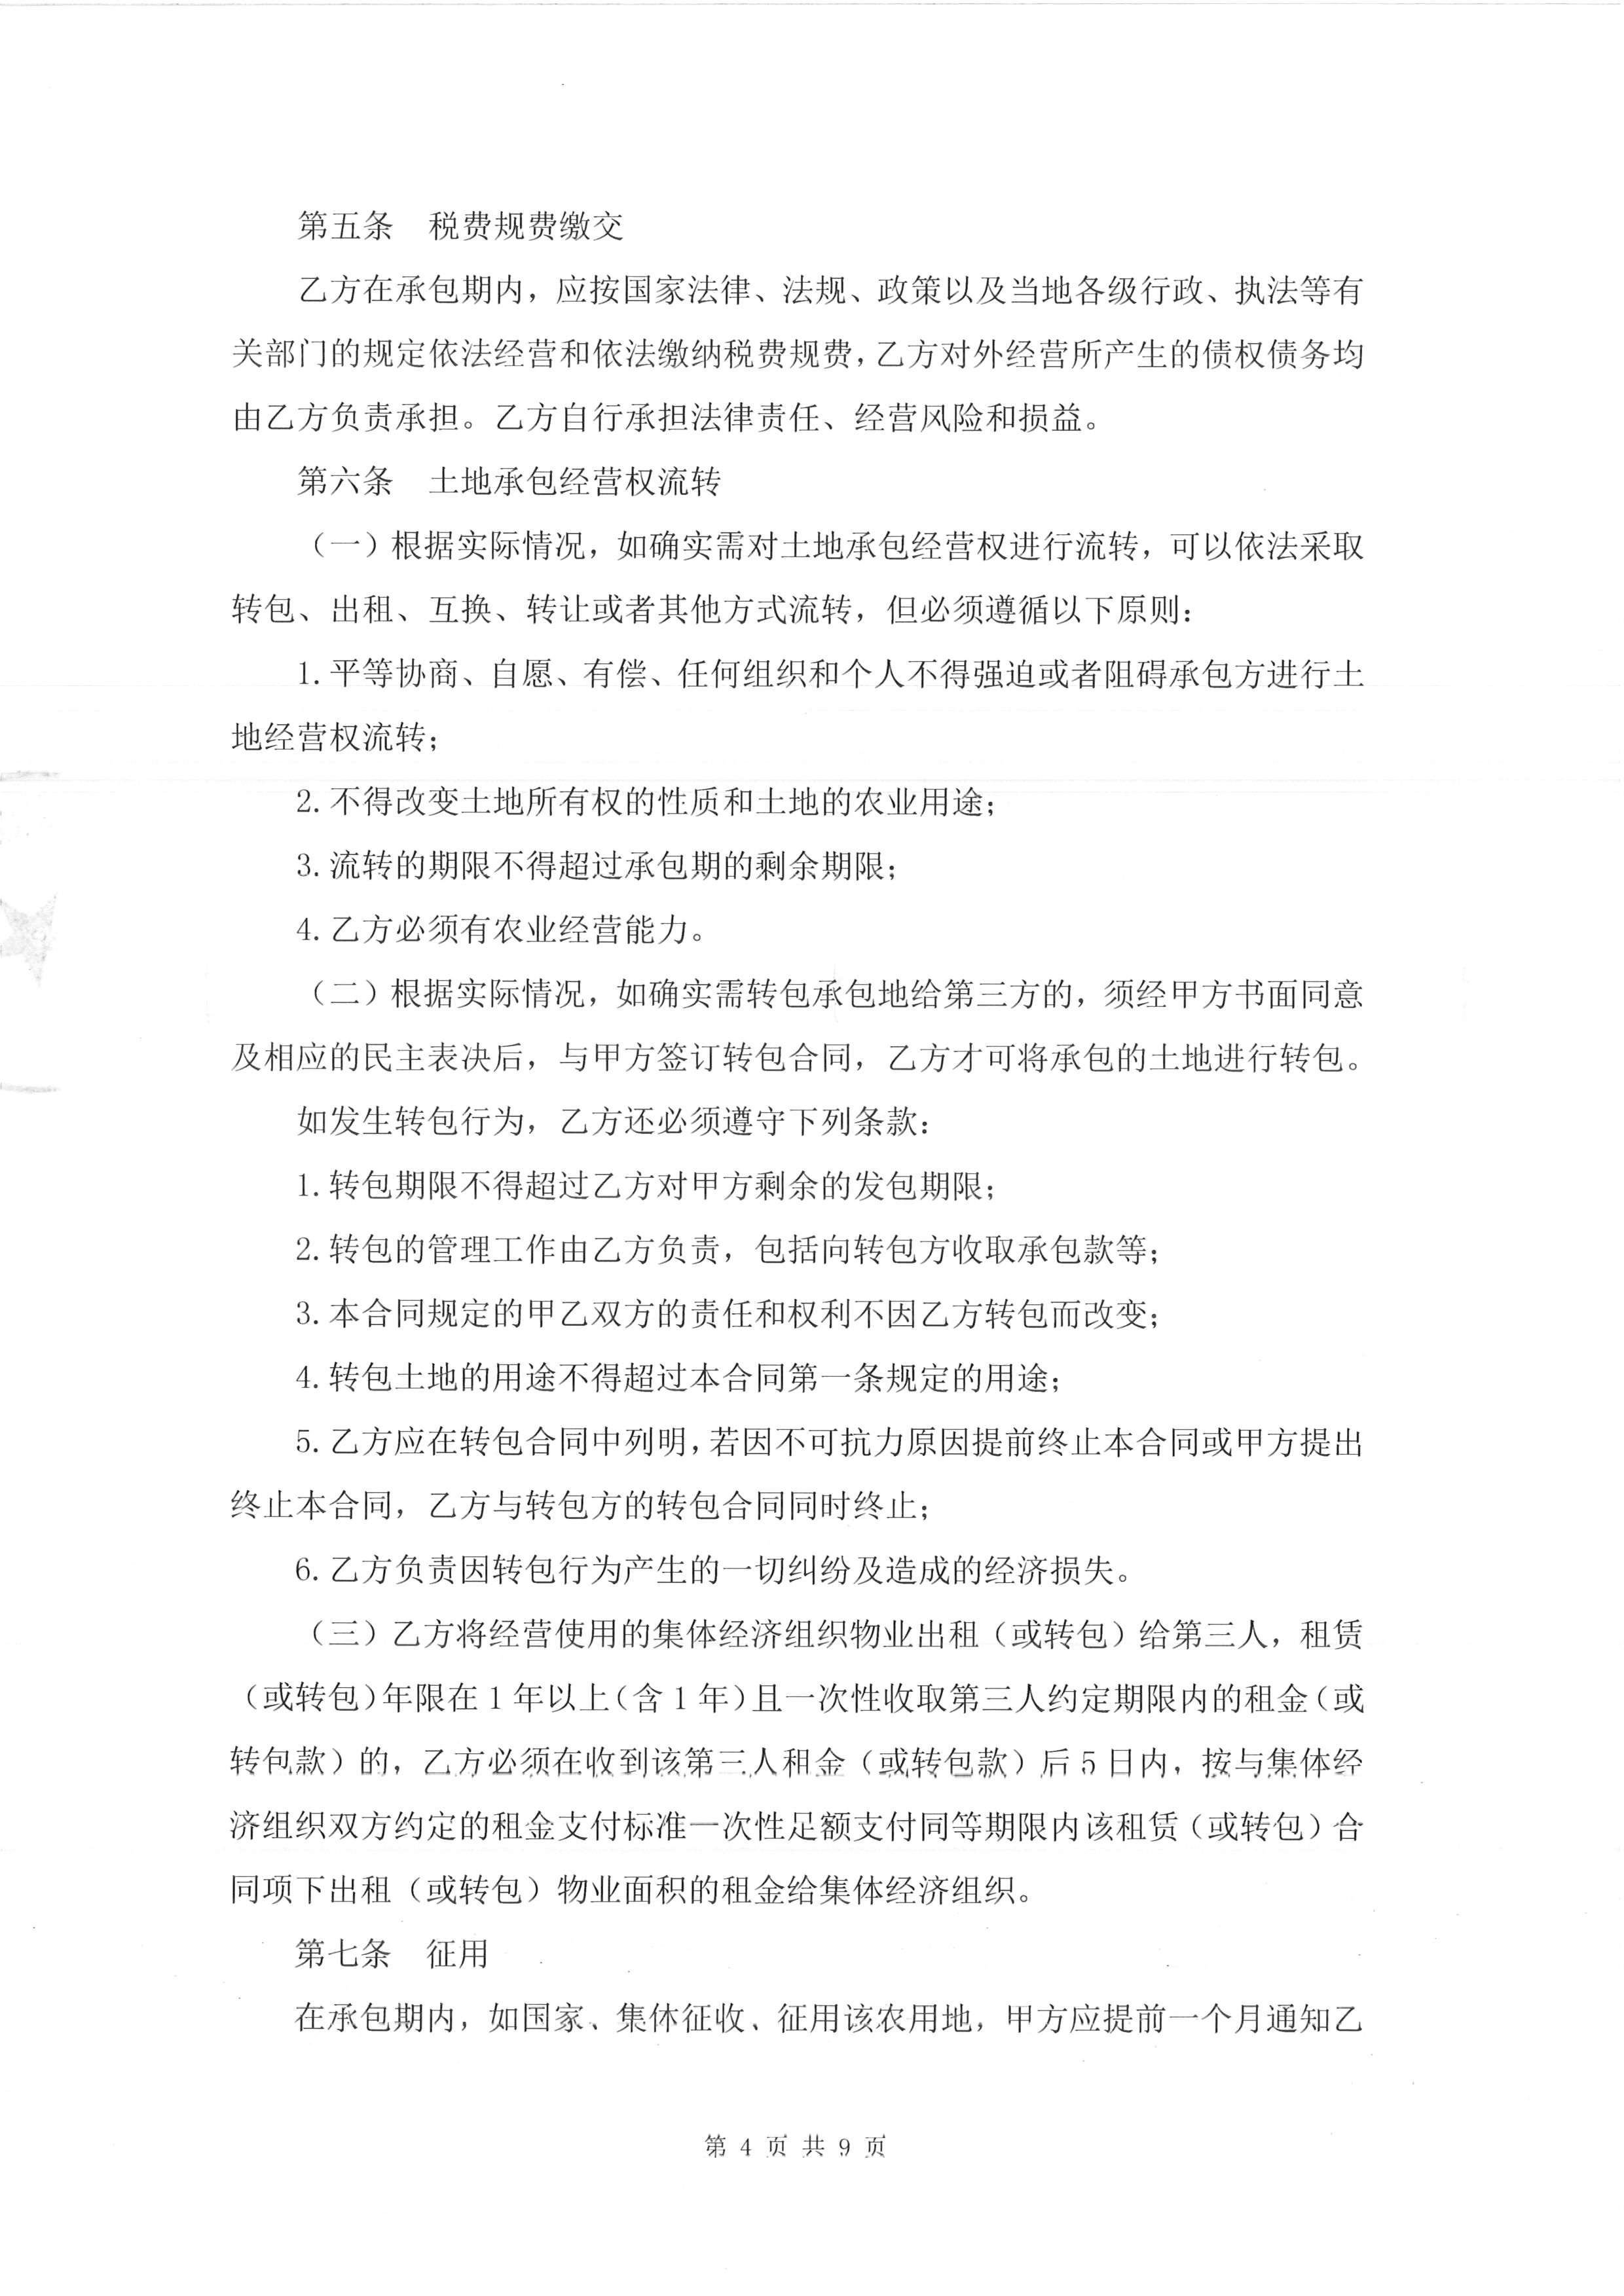 第五条　税费规费缴交
乙方在承包期内，应按国家法律、法规、政策以及当地各级行政、执法等有
关部门的规定依法经营和依法缴纳税费规费，乙方对外经营所产生的债权债务均
由乙方负责承担。乙方自行承担法律责任、经营风险和损益。
第六条　土地承包经营权流转
（一）根据实际情况，如确实需对土地承包经营权进行流转，可以依法采取
转包、出租、互换、转让或者其他方式流转，但必须遵循以下原则：
1.平等协商、自愿、有偿、任何组织和个人不得强迫或者阻碍承包方进行土
地经营权流转；
2.不得改变土地所有权的性质和土地的农业用途；
3.流转的期限不得超过承包期的剩余期限；
4.乙方必须有农业经营能力。
（二）根据实际情况，如确实需转包承包地给第三方的，须经甲方书面同意
及相应的民主表决后，与甲方签订转包合同，乙方才可将承包的土地进行转包。
如发生转包行为，乙方还必须遵守下列条款：
1.转包期限不得超过乙方对甲方剩余的发包期限；
2.转包的管理工作由乙方负责，包括向转包方收取承包款等；
3.本合同规定的甲乙双方的责任和权利不因乙方转包而改变；
4.转包土地的用途不得超过本合同第一条规定的用途；
5.乙方应在转包合同中列明，若因不可抗力原因提前终止本合同或甲方提出
终止本合同，乙方与转包方的转包合同同时终止；
6.乙方负责因转包行为产生的一切纠纷及造成的经济损失。
（三）乙方将经营使用的集体经济组织物业出租（或转包）给第三人，租赁
（或转包）年限在1年以上（含1年）且一次性收取第三人约定期限内的租金（或
转包款）的，乙方必须在收到该第三人租金（或转包款）后5日内，按与集体经
济组织双方约定的租金支付标准一次性足额支付同等期限内该租赁（或转包）合
同项下出租（或转包）物业面积的租金给集体经济组织。
第七条　征用
在承包期内，如国家、集体征收、征用该农用地，甲方应提前一个月通知乙
第 4 页 共 9 页